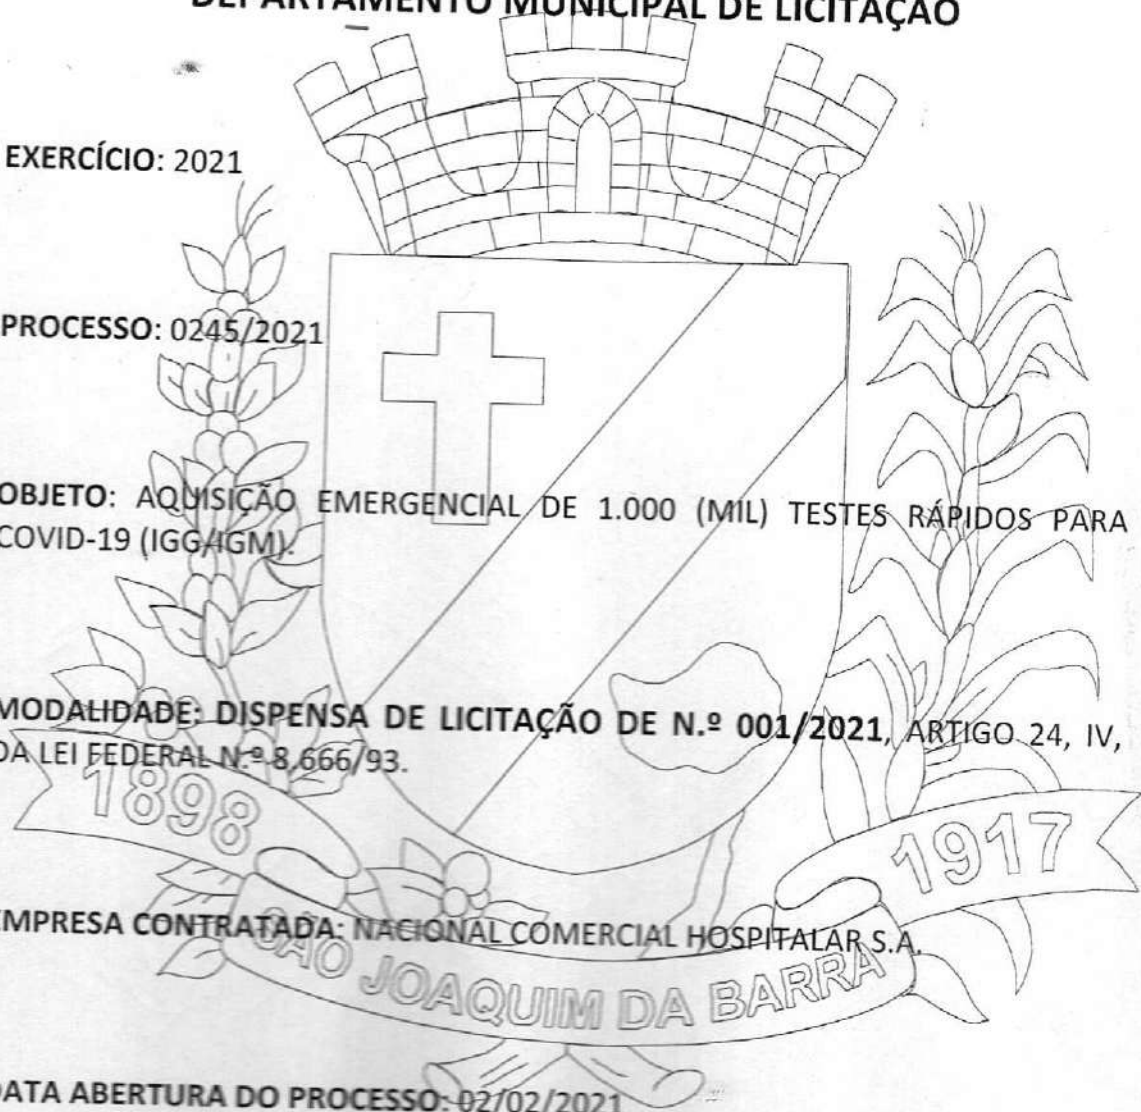 DEPARTAMENTO MUNICIPAL DE LICITAÇÃO
EXERCÍCIO: 2021
PROCESSO: 0245/2021
OBJETO: AQUISIÇÃO EMERGENCIAL DE 1.000 (MIL) TESTES RÁPIDOS PARA
COVID-19 (IGG/IGM).
MODALIDADE: DISPENSA DE LICITAÇÃO DE N.º 001/2021, ARTIGO 24, IV,
DA LEI FEDERAL N.º 8.666/93.
1898
1917
EMPRESA CONTRATADA: NACIONAL COMERCIAL HOSPITALAR S.A.
SÃO JOAQUIM DA BARRA
DATA ABERTURA DO PROCESSO: 02/02/2021